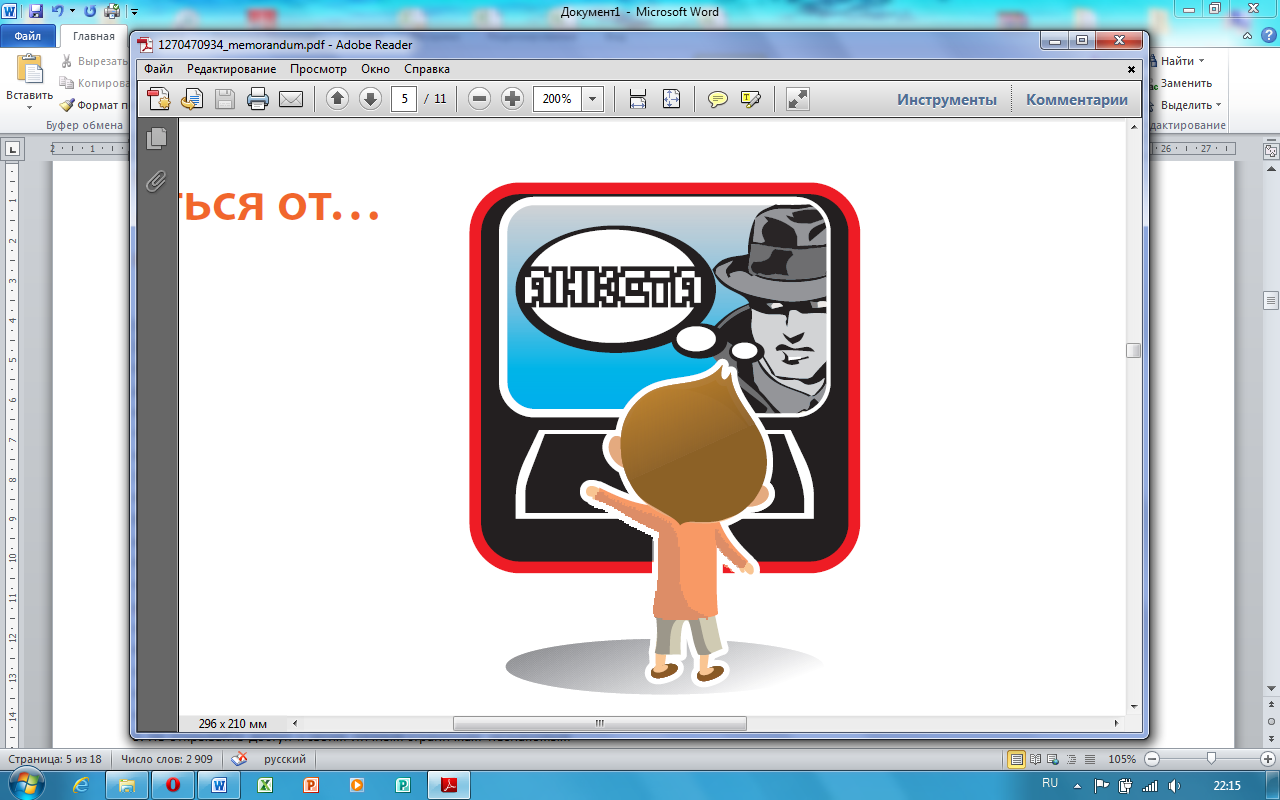 Документ1 - Microsoft Word
Файл
Главная
Вырезать
Вставить
Формат п
Буфер обмена
Найти
Заменить
Выделить
1270470934_memorandum.pdf - Adobe Reader
Файл Редактирование Просмотр Окно Справка
5 / 11
200%
Инструменты
Комментарии
ться от...
АНКЕТА
296 x 210 мм
Страница: 5 из 18
Число слов: 2 909
русский
105%
RU
22:15